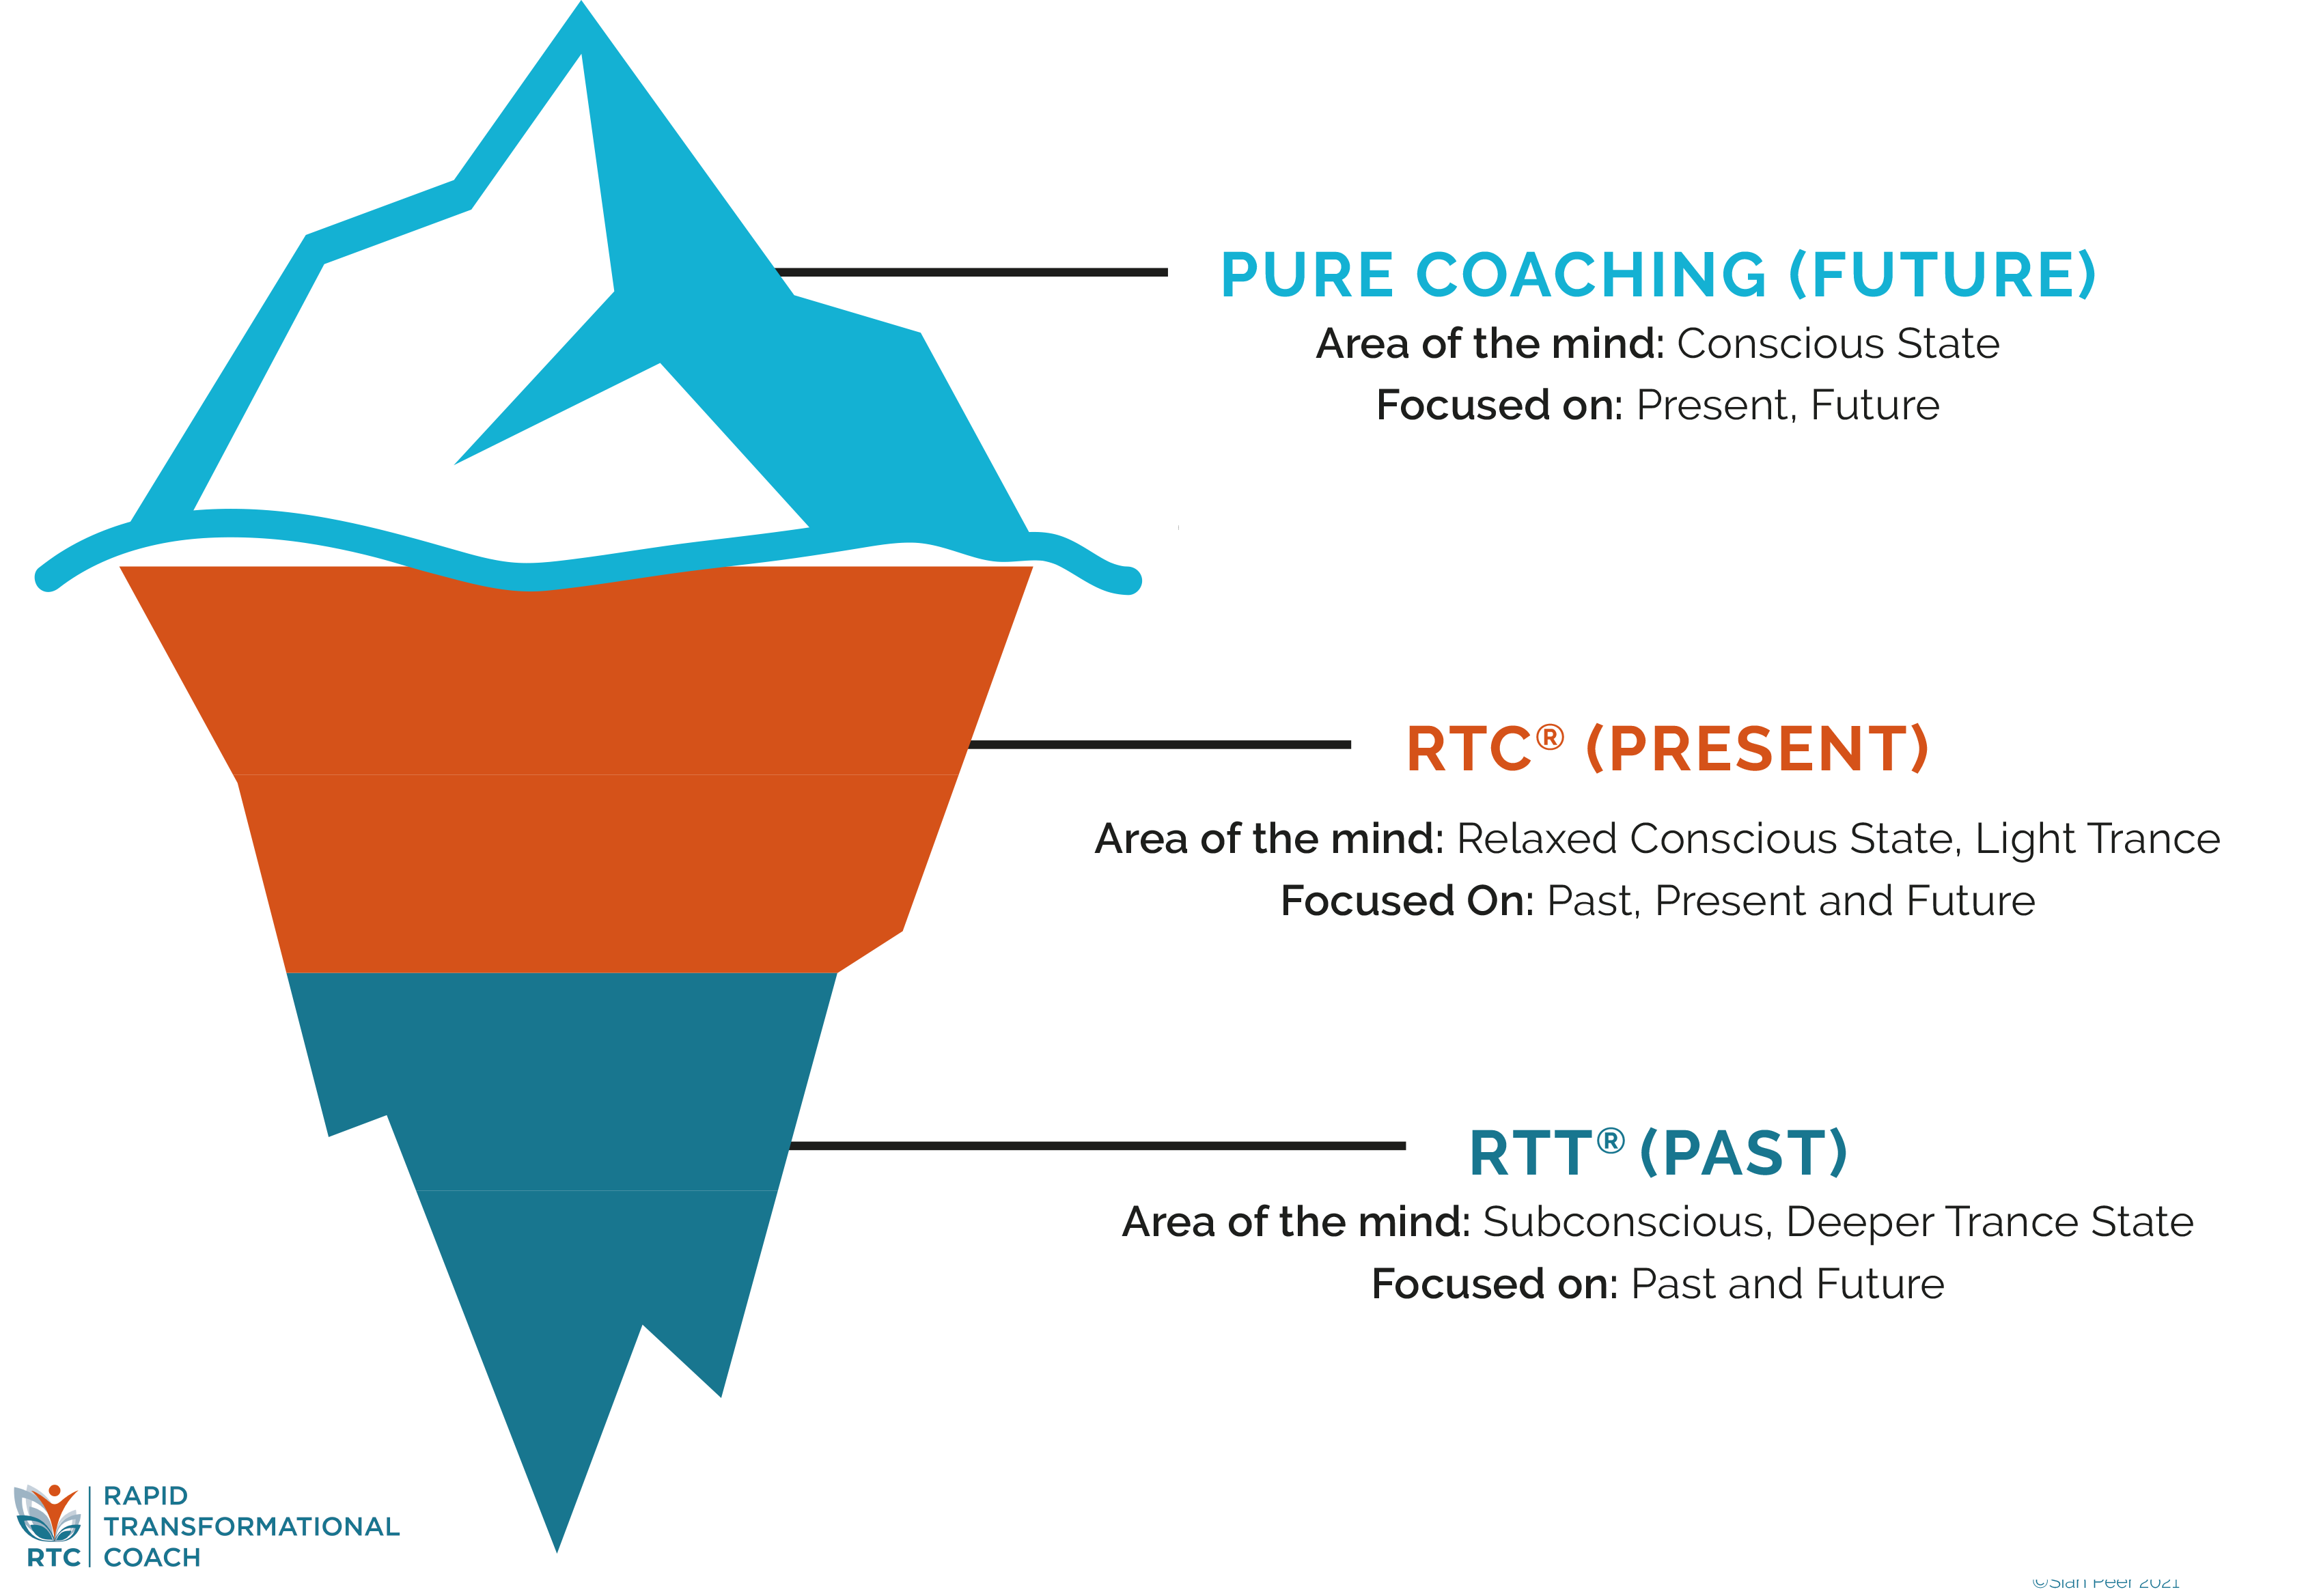 PURE COACHING (FUTURE)
Area of the mind: Conscious State
Focused on: Present, Future
RTC® (PRESENT)
Area of the mind: Relaxed Conscious State, Light Trance
Focused On: Past, Present and Future
RTT® (PAST)
Area of the mind: Subconscious, Deeper Trance State
Focused on: Past and Future
RAPID
TRANSFORMATIONAL
COACH
RTC
©Sian Peer 2021